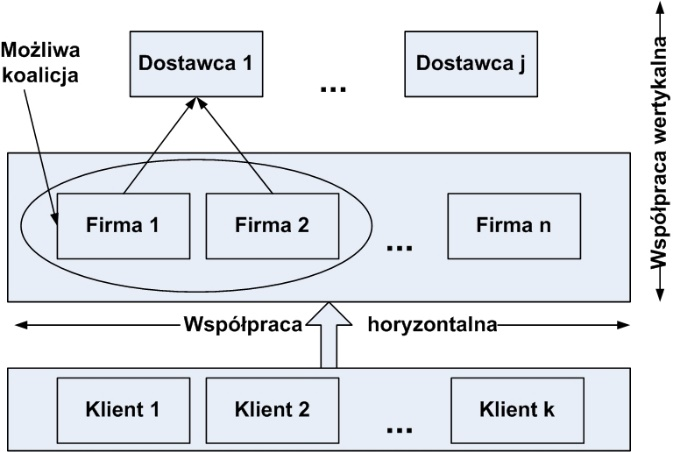 Możliwa
koalicja
Dostawca 1
...
Dostawca j
Współpraca wertykalna
Firma 1
Firma 2
...
Firma n
Współpraca horyzontalna
Klient 1
Klient 2
...
Klient k